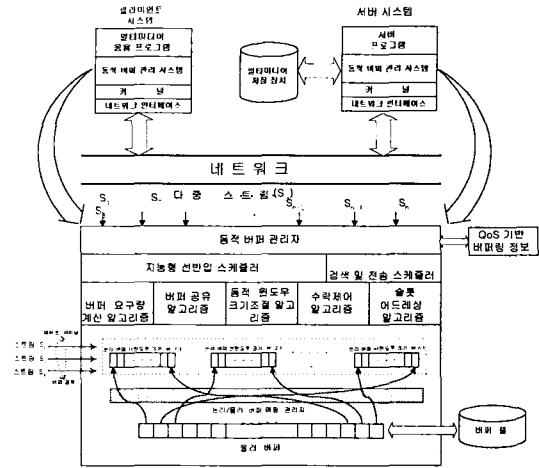 클라이언트
시스템
서버 시스템
멀티미디어
응용 프로그램
동적 버퍼 관리 시스템
커 널
네트워크 인터페이스
멀티미디어
저장 장치
서버
프로그램
동적 버퍼 관리 시스템
커 널
네트워크 인터페이스
네 트 워 크
다 중 스 트 림
동적 버퍼 관리자
QoS 기반
버퍼링 정보
지능형 선반입 스케쥴러
검색 및 전송 스케쥴러
버퍼 요구량
계산 알고리즘
버퍼 공유
알고리즘
동적 윈도우
크기조절 알고
리즘
수락제어
알고리즘
슬롯
어드레싱
알고리즘
스트림
스트림
스트림
논리/물리 버퍼 매핑 관리자
물리 버퍼
버퍼 풀